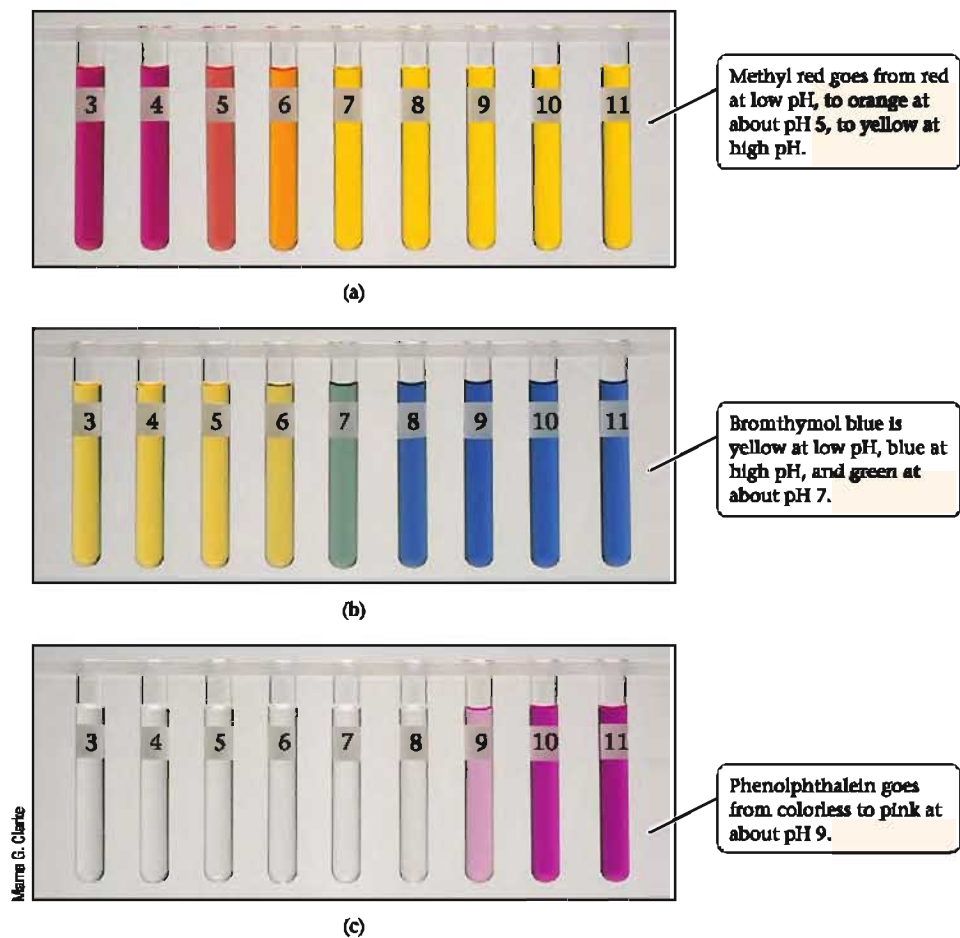 3 4 5 6 7 8 9 10 11
Methyl red goes from red
at low pH, to orange at
about pH 5, to yellow at
high pH.
(a)
3 4 5 6 7 8 9 10 11
Bromthymol blue is
yellow at low pH, blue at
high pH, and green at
about pH 7.
(b)
3 4 5 6 7 8 9 10 11
Phenolphthalein goes
from colorless to pink at
about pH 9.
(c)
Marna G. Clarke